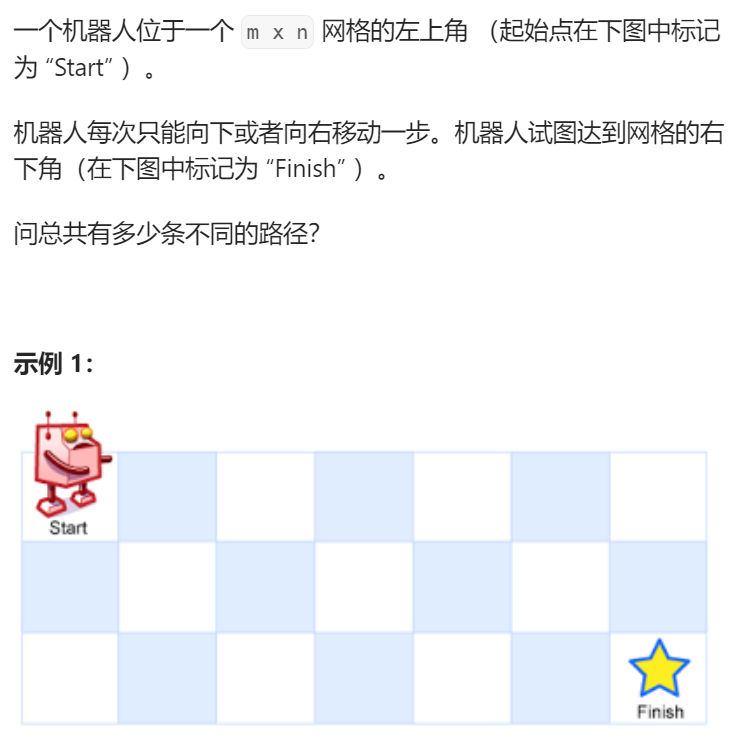 一个机器人位于一个 m x n 网格的左上角 （起始点在下图中标记
为 “Start” ）。
机器人每次只能向下或者向右移动一步。机器人试图达到网格的右
下角（在下图中标记为 “Finish” ）。
问总共有多少条不同的路径？
示例 1：
Start
Finish